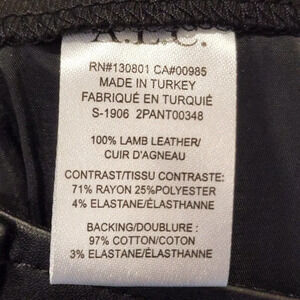 A.L.C.
RN#130801 CA#00985
MADE IN TURKEY
FABRIQUÉ EN TURQUIÉ
S-1906 2PANT00348
100% LAMB LEATHER/
CUIR D'AGNEAU
CONTRAST/TISSU CONTRASTE:
71% RAYON 25%POLYESTER
4% ELASTANE/ÉLASTHANNE
BACKING/DOUBLURE :
97% COTTON/COTON
3% ELASTANE/ÉLASTHANNE